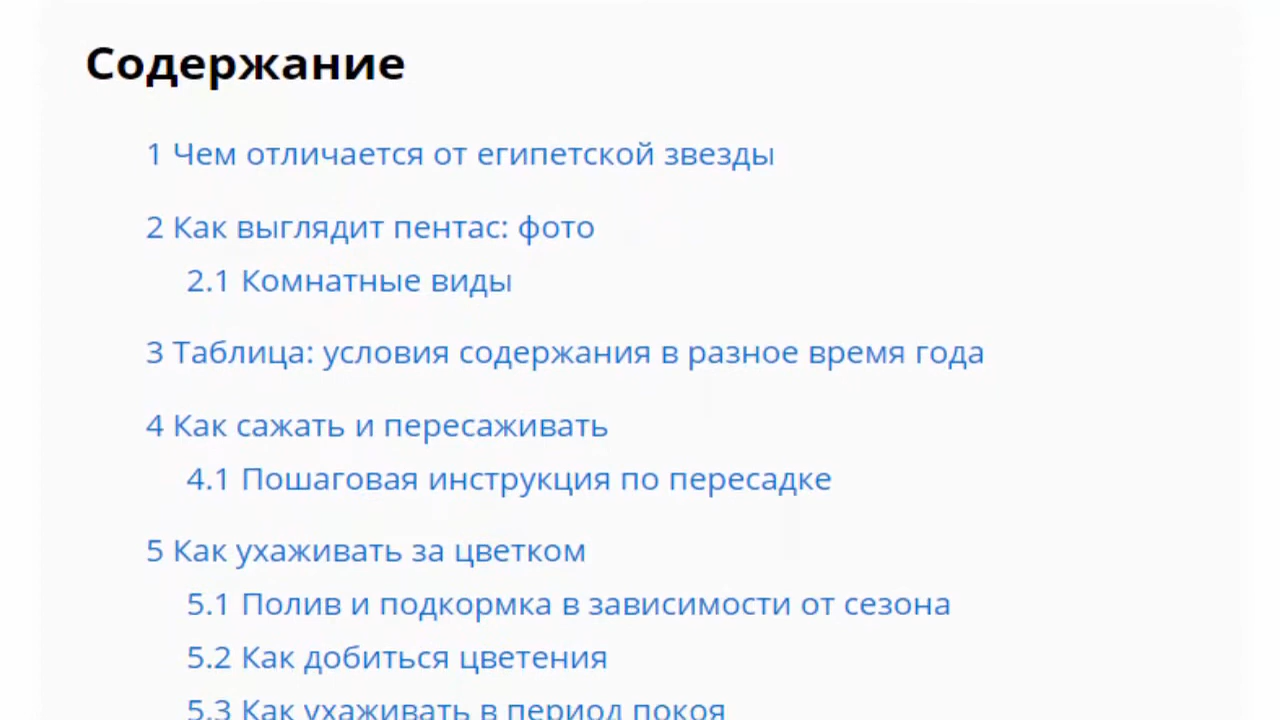 Содержание
1 Чем отличается от египетской звезды
2 Как выглядит пентас: фото
2.1 Комнатные виды
3 Таблица: условия содержания в разное время года
4 Как сажать и пересаживать
4.1 Пошаговая инструкция по пересадке
5 Как ухаживать за цветком
5.1 Полив и подкормка в зависимости от сезона
5.2 Как добиться цветения
5.3 Как ухаживать в период покоя